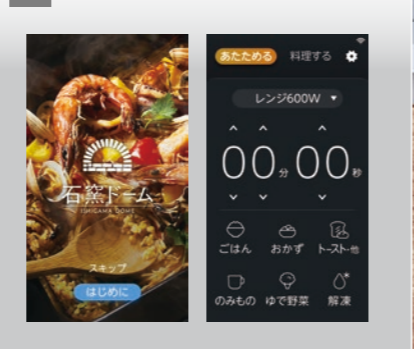 石窯ドーム
ISHIGAMA DOME
スキップ
はじめに
あたためる 料理する
レンジ600W
00分00秒
ごはん おかず トースト・他
のみもの ゆで野菜 解凍